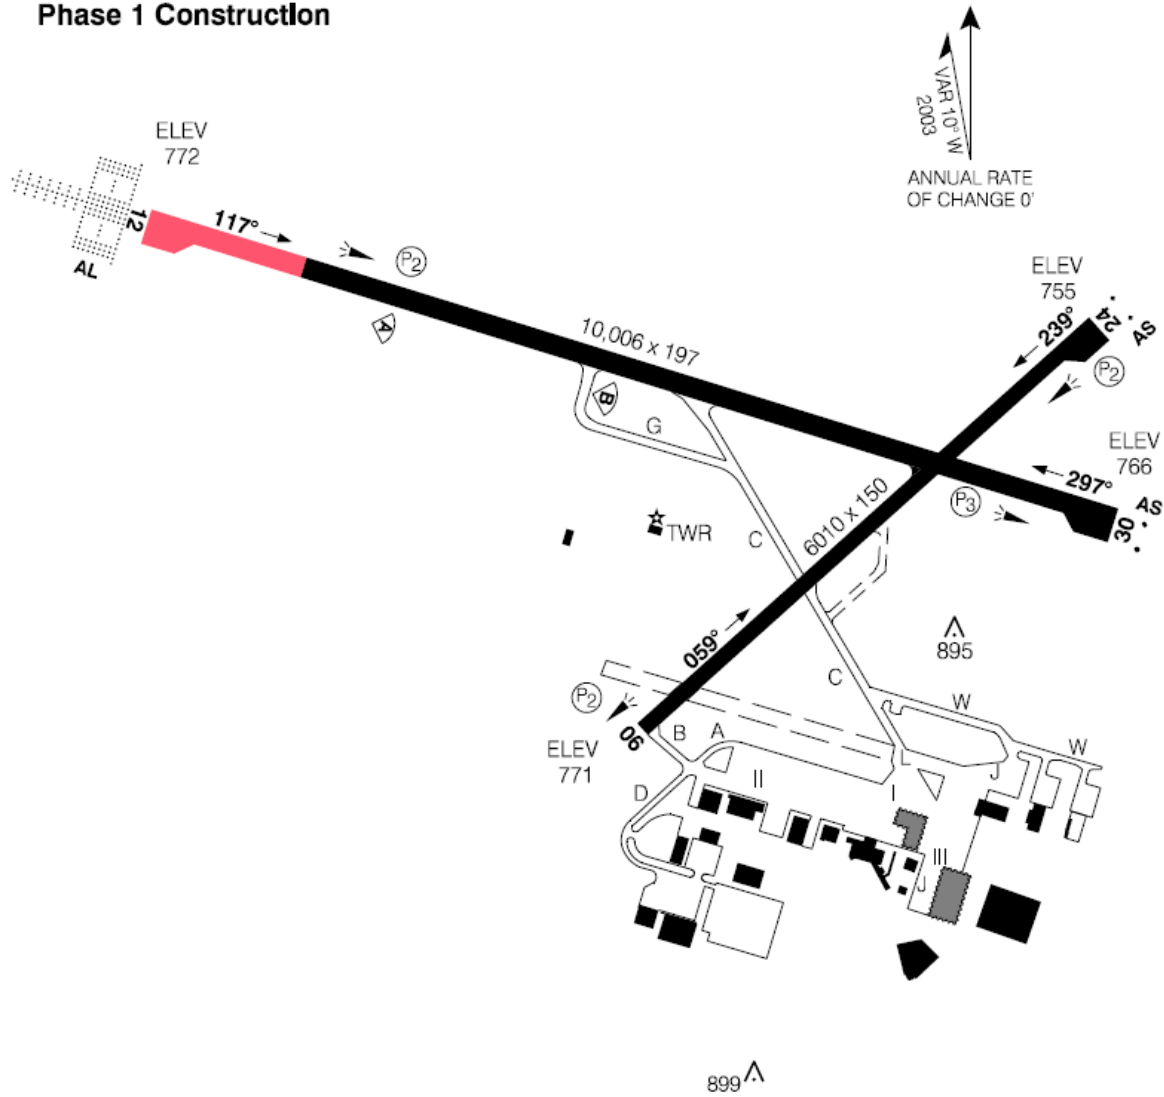 Phase 1 Construction
VAR 10° W
2003
ANNUAL RATE
OF CHANGE 0'
ELEV
772
12
117°
P2
AL
A
10,006 x 197
ELEV
755
24
AS
239°
P2
B
G
ELEV
766
297°
AS
30
P3
6010 x 150
TWR
C
895
059°
C
P2
W
06
B
A
W
ELEV
771
II
D
I
III
899